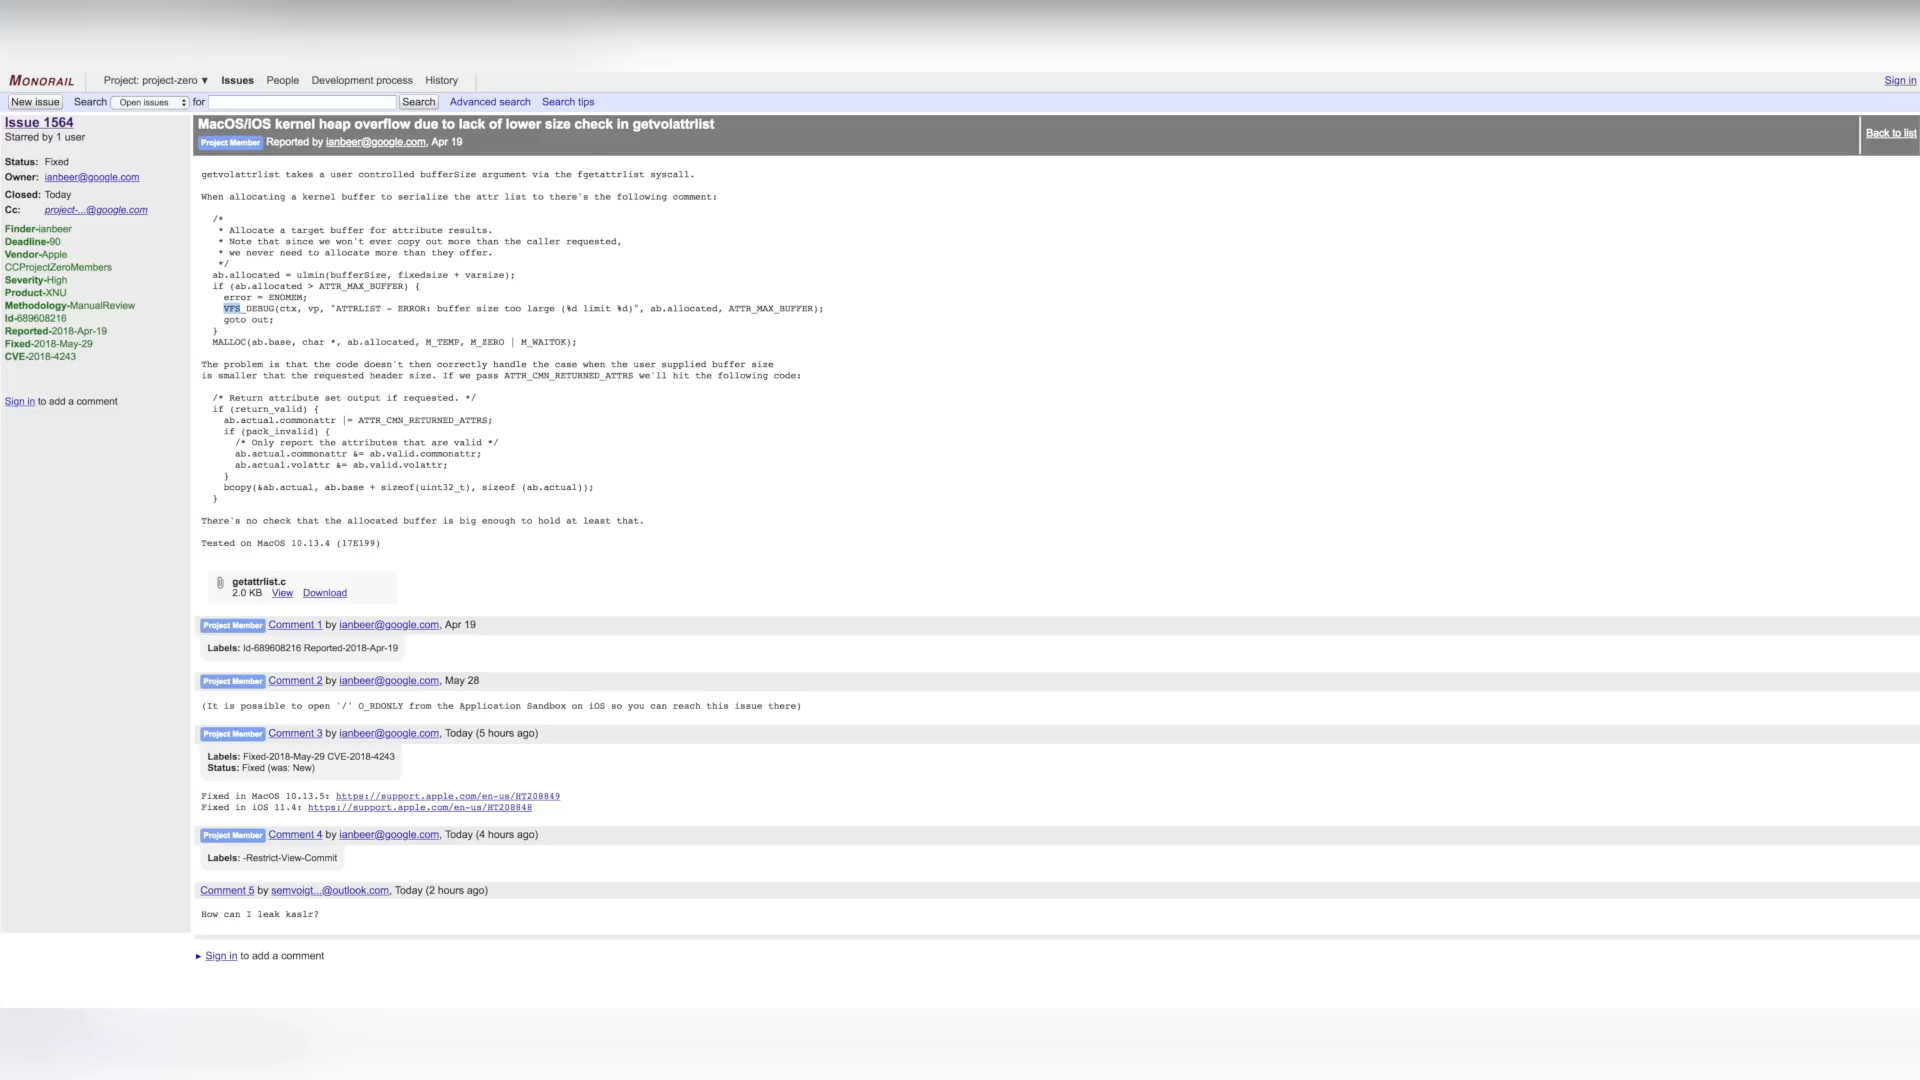 MONORAIL
Project: project-zero ▼ Issues People Development process History
Sign in
New issue Search Open issues for Search Advanced search Search tips
Issue 1564
Starred by 1 user
Status: Fixed
Owner: ianbeer@google.com
Closed: Today
Cc: project-...@google.com
Finder-ianbeer
Deadline-90
Vendor-Apple
CCProjectZeroMembers
Severity-High
Product-XNU
Methodology-ManualReview
Id-689608216
Reported-2018-Apr-19
Fixed-2018-May-29
CVE-2018-4243
Sign in to add a comment
MacOS/iOS kernel heap overflow due to lack of lower size check in getvolattrlist
Project Member Reported by ianbeer@google.com, Apr 19
Back to list
getvolattrlist takes a user controlled bufferSize argument via the fgetattrlist syscall.
When allocating a kernel buffer to serialize the attr list to there's the following comment:
/*
* Allocate a target buffer for attribute results.
* Note that since we won't ever copy out more than the caller requested,
* we never need to allocate more than they offer.
*/
ab.allocated = ulmin(bufferSize, fixedsize + varsize);
if (ab.allocated > ATTR_MAX_BUFFER) {
error = ENOMEM;
VFS_DEBUG(ctx, vp, "ATTRLIST - ERROR: buffer size too large (%d limit %d)", ab.allocated, ATTR_MAX_BUFFER);
goto out;
}
MALLOC(ab.base, char *, ab.allocated, M_TEMP, M_ZERO | M_WAITOK);
The problem is that the code doesn't then correctly handle the case when the user supplied buffer size
is smaller that the requested header size. If we pass ATTR_CMN_RETURNED_ATTRS we'll hit the following code:
/* Return attribute set output if requested. */
if (return_valid) {
ab.actual.commonattr |= ATTR_CMN_RETURNED_ATTRS;
if (pack_invalid) {
/* Only report the attributes that are valid */
ab.actual.commonattr &= ab.valid.commonattr;
ab.actual.volattr &= ab.valid.volattr;
}
bcopy(&ab.actual, ab.base + sizeof(uint32_t), sizeof (ab.actual));
}
There's no check that the allocated buffer is big enough to hold at least that.
Tested on MacOS 10.13.4 (17E199)
getattrlist.c
2.0 KB View Download
Project Member Comment 1 by ianbeer@google.com, Apr 19
Labels: Id-689608216 Reported-2018-Apr-19
Project Member Comment 2 by ianbeer@google.com, May 28
(It is possible to open '/' O_RDONLY from the Application Sandbox on iOS so you can reach this issue there)
Project Member Comment 3 by ianbeer@google.com, Today (5 hours ago)
Labels: Fixed-2018-May-29 CVE-2018-4243
Status: Fixed (was: New)
Fixed in MacOS 10.13.5: https://support.apple.com/en-us/HT208849
Fixed in iOS 11.4: https://support.apple.com/en-us/HT208848
Project Member Comment 4 by ianbeer@google.com, Today (4 hours ago)
Labels: -Restrict-View-Commit
Comment 5 by semvoigt...@outlook.com, Today (2 hours ago)
How can I leak kaslr?
► Sign in to add a comment